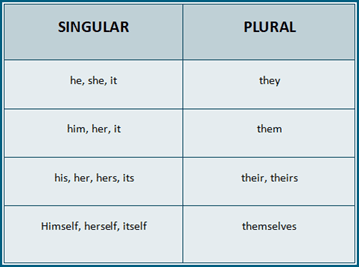 SINGULAR PLURAL
he, she, it they
him, her, it them
his, her, hers, its their, theirs
Himself, herself, itself themselves